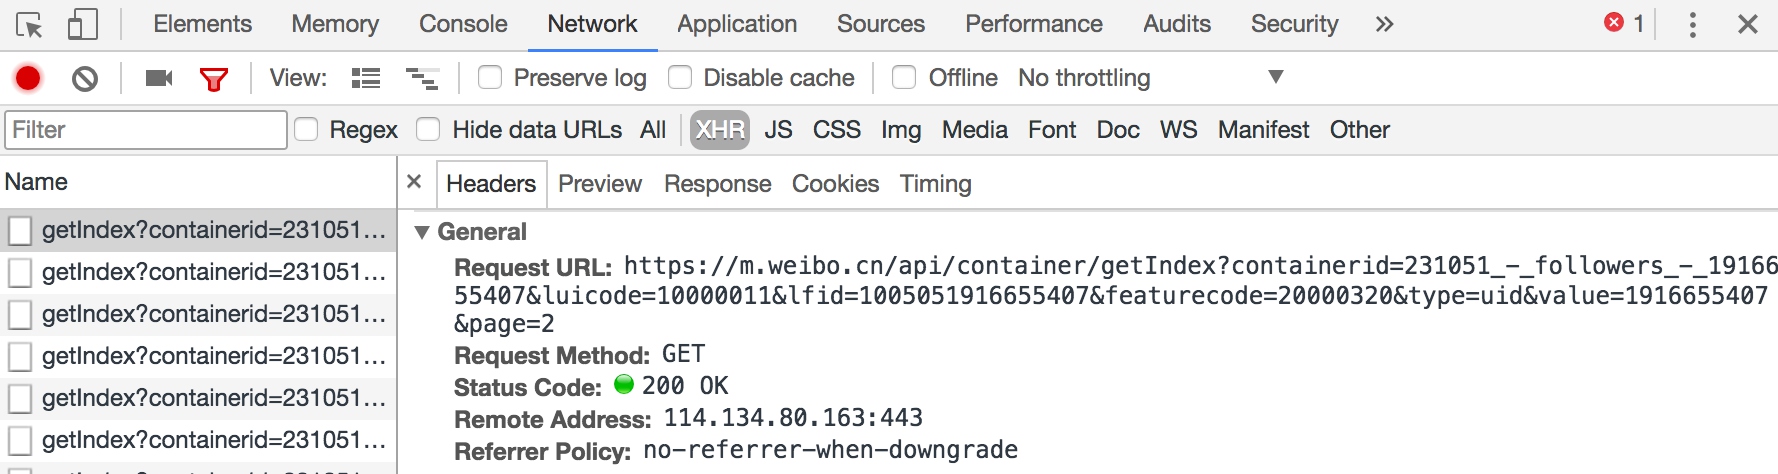 Elements Memory Console Network Application Sources Performance Audits Security » 1
View: Preserve log Disable cache Offline No throttling
Filter Regex Hide data URLs All XHR JS CSS Img Media Font Doc WS Manifest Other
Name
Headers Preview Response Cookies Timing
getIndex?containerid=231051…
getIndex?containerid=231051…
getIndex?containerid=231051…
getIndex?containerid=231051…
getIndex?containerid=231051…
getIndex?containerid=231051…
General
Request URL: https://m.weibo.cn/api/container/getIndex?containerid=231051_-_followers_-_19166
55407&luicode=10000011&lfid=1005051916655407&featurecode=20000320&type=uid&value=1916655407
&page=2
Request Method: GET
Status Code: 200 OK
Remote Address: 114.134.80.163:443
Referrer Policy: no-referrer-when-downgrade